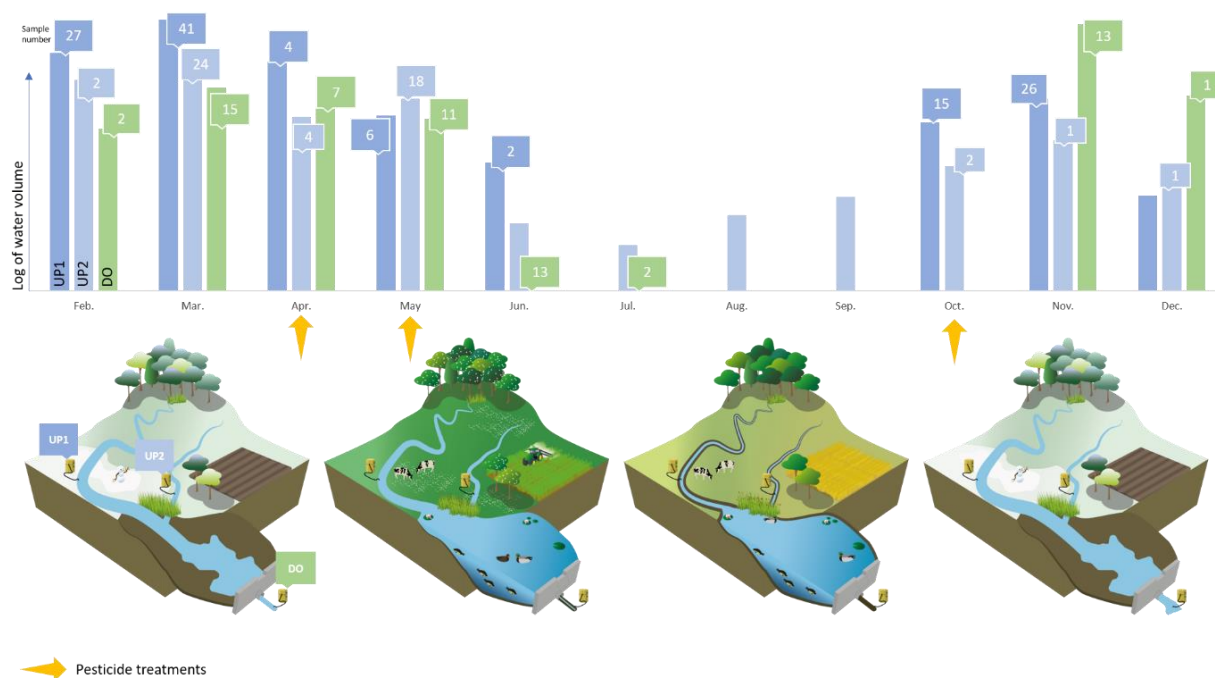 Sample
number
27
2
2
41
24
15
4
4
7
6
18
11
2
13
2
15
2
26
1
13
1
1
Log of water volume
UP1
UP2
DO
Feb.
Mar.
Apr.
May
Jun.
Jul.
Aug.
Sep.
Oct.
Nov.
Dec.
UP1
UP2
DO
Pesticide treatments